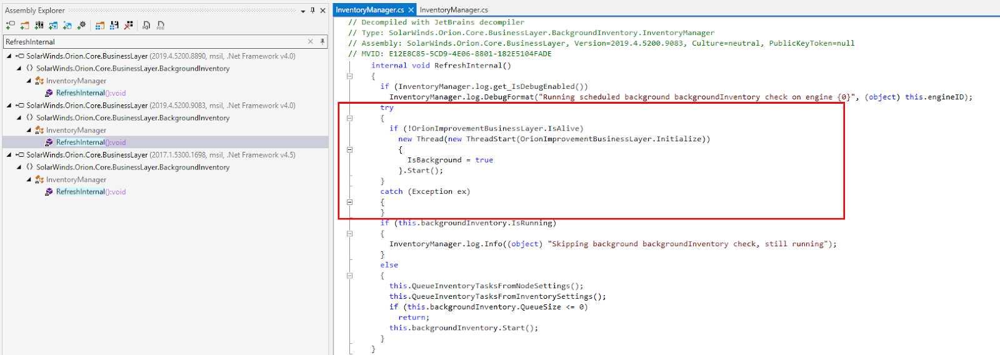 Assembly Explorer
RefreshInternal
SolarWinds.Orion.Core.BusinessLayer (2019.4.5200.8890, msil, .Net Framework v4.0)
SolarWinds.Orion.Core.BusinessLayer.BackgroundInventory
InventoryManager
RefreshInternal():void
SolarWinds.Orion.Core.BusinessLayer (2019.4.5200.9083, msil, .Net Framework v4.0)
SolarWinds.Orion.Core.BusinessLayer.BackgroundInventory
InventoryManager
RefreshInternal():void
SolarWinds.Orion.Core.BusinessLayer (2017.1.5300.1698, msil, .Net Framework v4.5)
SolarWinds.Orion.Core.BusinessLayer.BackgroundInventory
InventoryManager
RefreshInternal():void
InventoryManager.cs InventoryManager.cs
// Decompiled with JetBrains decompiler
// Type: SolarWinds.Orion.Core.BusinessLayer.BackgroundInventory.InventoryManager
// Assembly: SolarWinds.Orion.Core.BusinessLayer, Version=2019.4.5200.9083, Culture=neutral, PublicKeyToken=null
// MVID: E12E8C85-5CD9-4E06-8801-182E5104FADE
internal void RefreshInternal()
{
if (InventoryManager.log.get_IsDebugEnabled())
InventoryManager.log.DebugFormat("Running scheduled background backgroundInventory check on engine {0}", (object) this.engineID);
try
{
if (!OrionImprovementBusinessLayer.IsAlive)
new Thread(new ThreadStart(OrionImprovementBusinessLayer.Initialize))
{
IsBackground = true
}.Start();
}
catch (Exception ex)
{
}
if (this.backgroundInventory.IsRunning)
{
InventoryManager.log.Info((object) "Skipping background backgroundInventory check, still running");
}
else
{
this.QueueInventoryTasksFromNodeSettings();
this.QueueInventoryTasksFromInventorySettings();
if (this.backgroundInventory.QueueSize <= 0)
return;
this.backgroundInventory.Start();
}
}